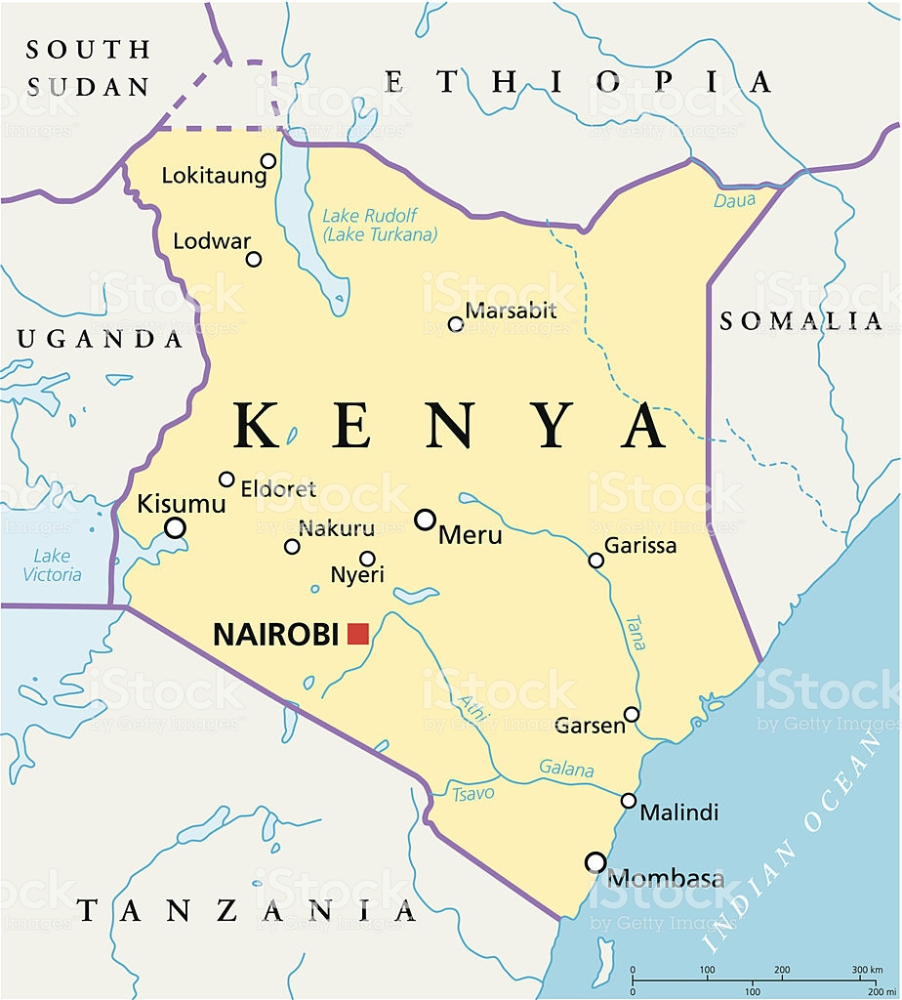 SOUTH
SUDAN
ETHIOPIA
Lokitaung
Lake Rudolf
(Lake Turkana)
Daua
Lodwar
Marsabit
UGANDA
SOMALIA
KENYA
Eldoret
Kisumu
Nakuru
Meru
Garissa
Lake
Victoria
Nyeri
NAIROBI
Tana
Athi
Garsen
Galana
Tsavo
Malindi
Mombasa
INDIAN OCEAN
TANZANIA
0 100 200 300 km
0 100 200 mi
iStock
by Getty Images™